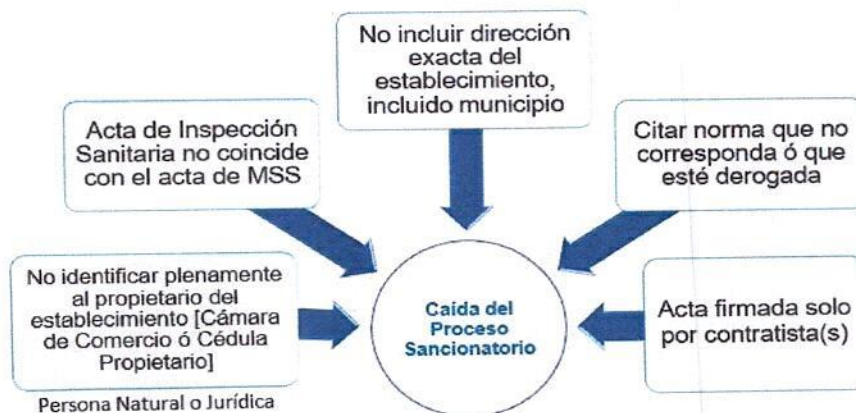 No incluir dirección
exacta del
establecimiento,
incluido municipio
Acta de Inspección
Sanitaria no coincide
con el acta de MSS
Citar norma que no
corresponda ó que
esté derogada
No identificar plenamente
al propietario del
establecimiento [Cámara
de Comercio ó Cédula
Propietario]
Persona Natural o Jurídica
Caída del
Proceso
Sancionatorio
Acta firmada solo
por contratista(s)